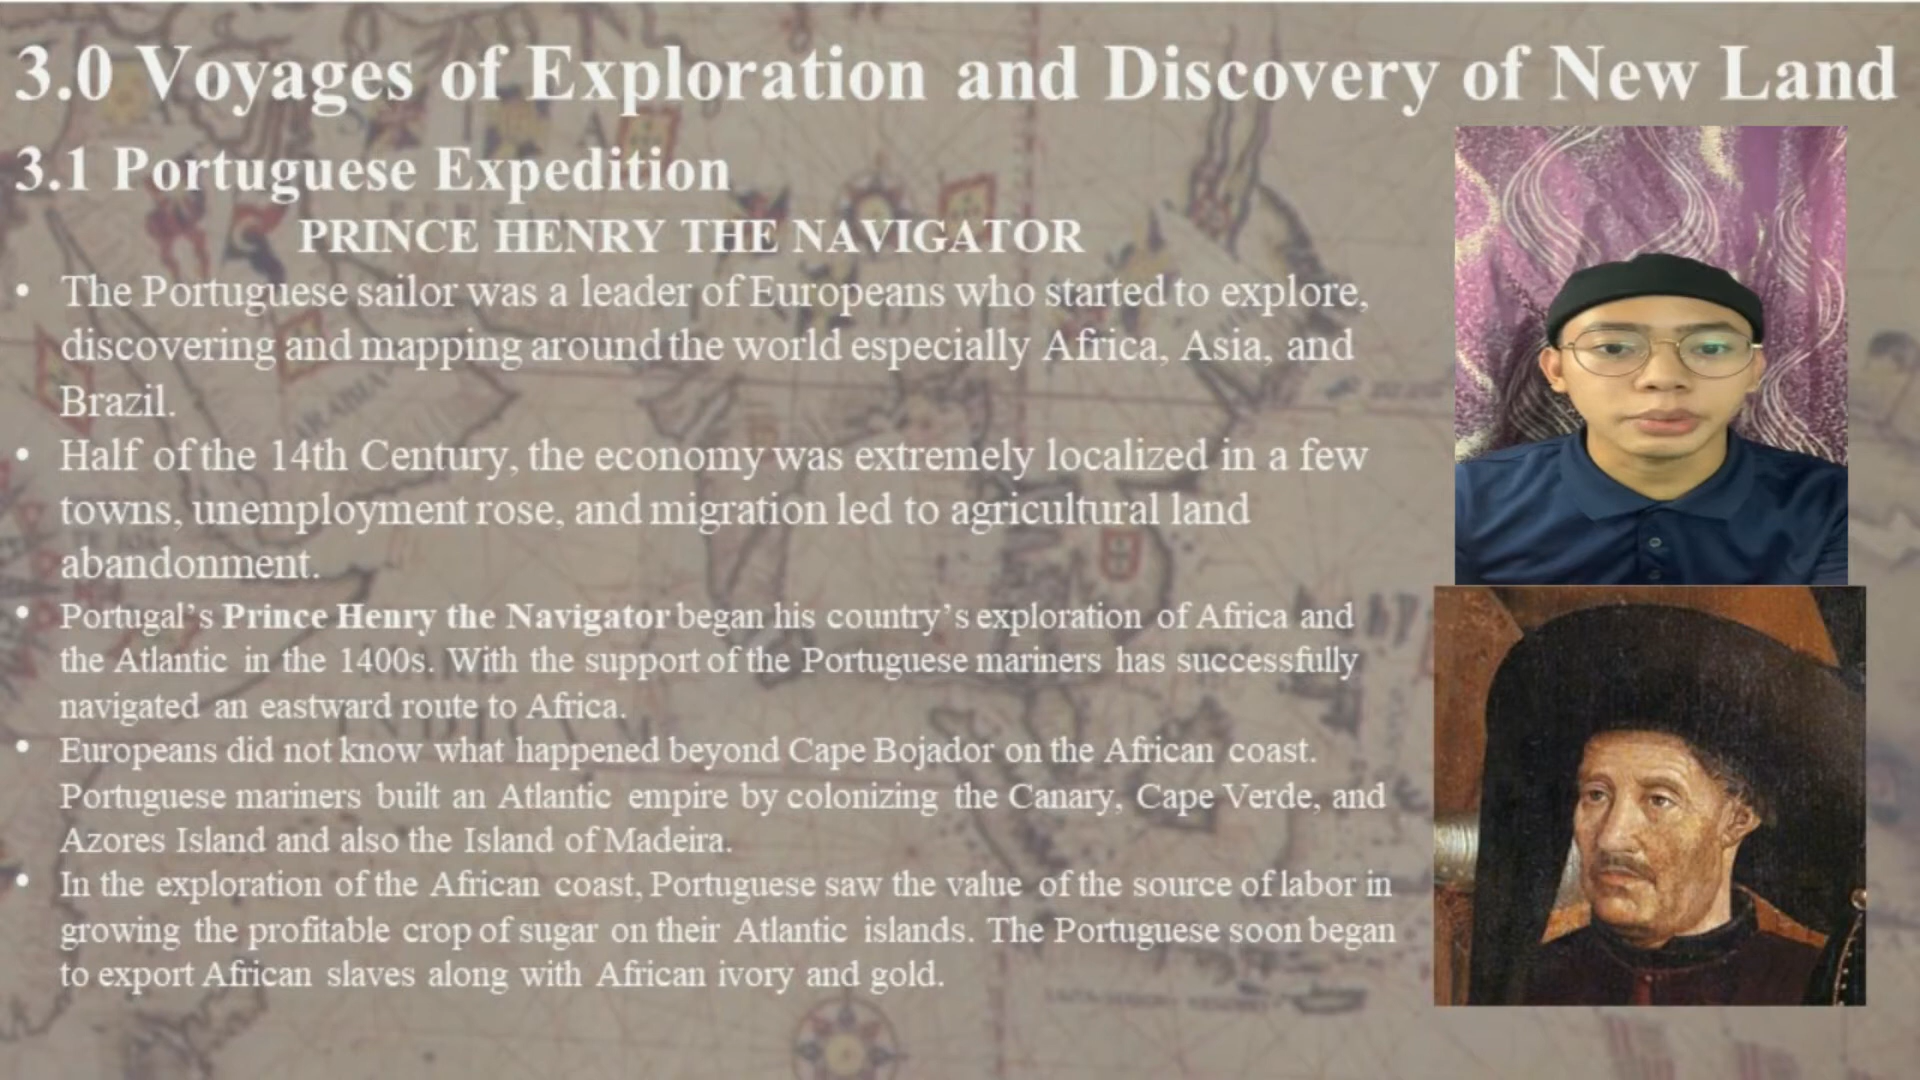 3.0 Voyages of Exploration and Discovery of New Land
3.1 Portuguese Expedition
PRINCE HENRY THE NAVIGATOR
• The Portuguese sailor was a leader of Europeans who started to explore,
discovering and mapping around the world especially Africa, Asia, and
Brazil.
• Half of the 14th Century, the economy was extremely localized in a few
towns, unemployment rose, and migration led to agricultural land
abandonment.
• Portugal’s Prince Henry the Navigator began his country’s exploration of Africa and
the Atlantic in the 1400s. With the support of the Portuguese mariners has successfully
navigated an eastward route to Africa.
• Europeans did not know what happened beyond Cape Bojador on the African coast.
Portuguese mariners built an Atlantic empire by colonizing the Canary, Cape Verde, and
Azores Island and also the Island of Madeira.
• In the exploration of the African coast, Portuguese saw the value of the source of labor in
growing the profitable crop of sugar on their Atlantic islands. The Portuguese soon began
to export African slaves along with African ivory and gold.
ARABIA